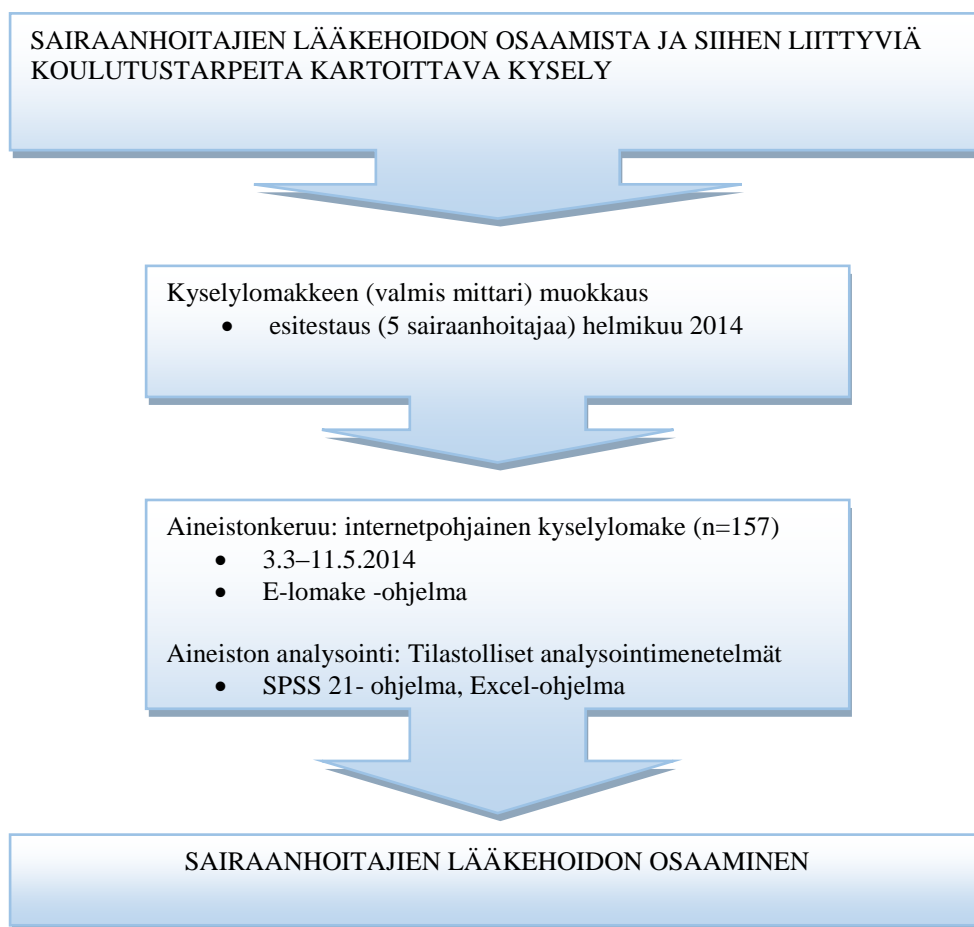 SAIRAANHOITAJIEN LÄÄKEHOIDON OSAAMISTA JA SIIHEN LIITTYVIÄ
KOULUTUSTARPEITA KARTOITTAVA KYSELY
Kyselylomakkeen (valmis mittari) muokkaus
• esitestaus (5 sairaanhoitajaa) helmikuu 2014
Aineistonkeruu: internetpohjainen kyselylomake (n=157)
• 3.3–11.5.2014
• E-lomake -ohjelma
Aineiston analysointi: Tilastolliset analysointimenetelmät
• SPSS 21- ohjelma, Excel-ohjelma
SAIRAANHOITAJIEN LÄÄKEHOIDON OSAAMINEN